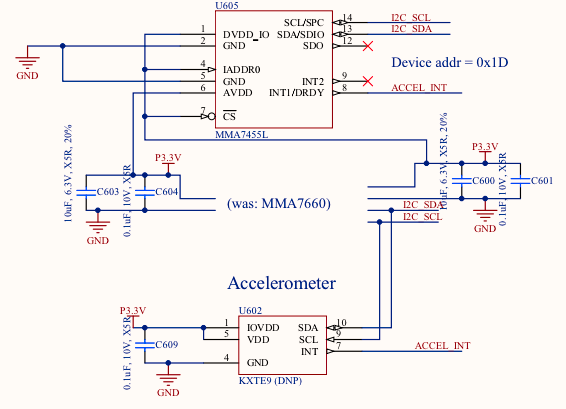 U605
1 DVDD_IO SCL/SPC 14 I2C_SCL
2 GND SDA/SDIO 13 I2C_SDA
SDO 12
GND
Device addr = 0x1D
4 IADDR0
5 GND INT2 9
6 AVDD INT1/DRDY 8 ACCEL_INT
7 CS
MMA7455L
10uF, 6.3V, X5R, 20%
P3.3V
C603
0.1uF, 10V, X5R
C604
GND
(was: MMA7660)
10uF, 6.3V, X5R, 20%
P3.3V
C600
0.1uF, 10V, X5R
C601
GND
I2C_SDA
I2C_SCL
Accelerometer
U602
P3.3V
1 IOVDD SDA 10
5 VDD SCL 9
INT 7 ACCEL_INT
4 GND
0.1uF, 10V, X5R
C609
GND
KXTE9 (DNP)